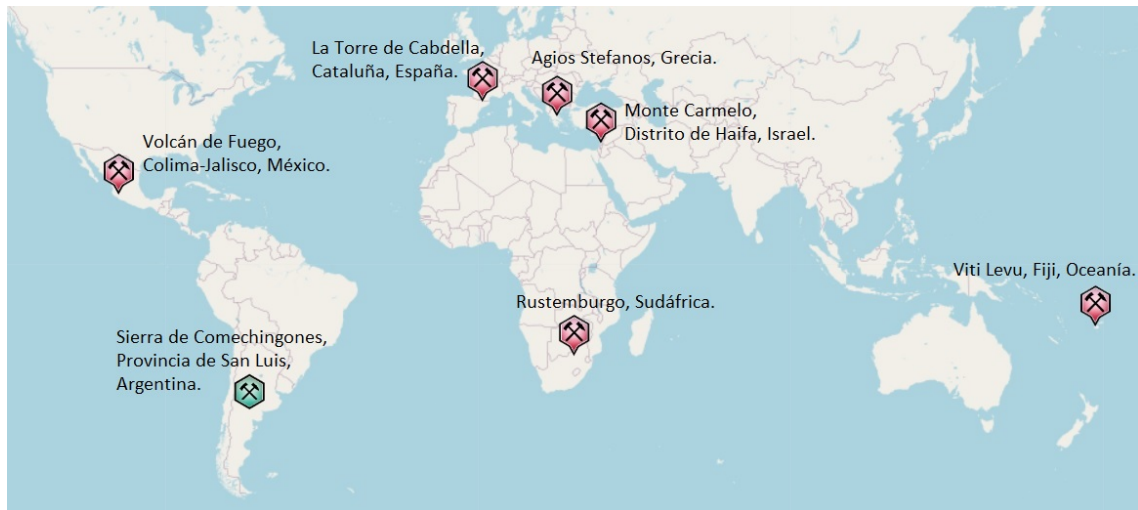 La Torre de Cabdella,
Cataluña, España.
Agios Stefanos, Grecia.
Monte Carmelo,
Distrito de Haifa, Israel.
Volcán de Fuego,
Colima-Jalisco, México.
Viti Levu, Fiji, Oceanía.
Rustemburgo, Sudáfrica.
Sierra de Comechingones,
Provincia de San Luis,
Argentina.